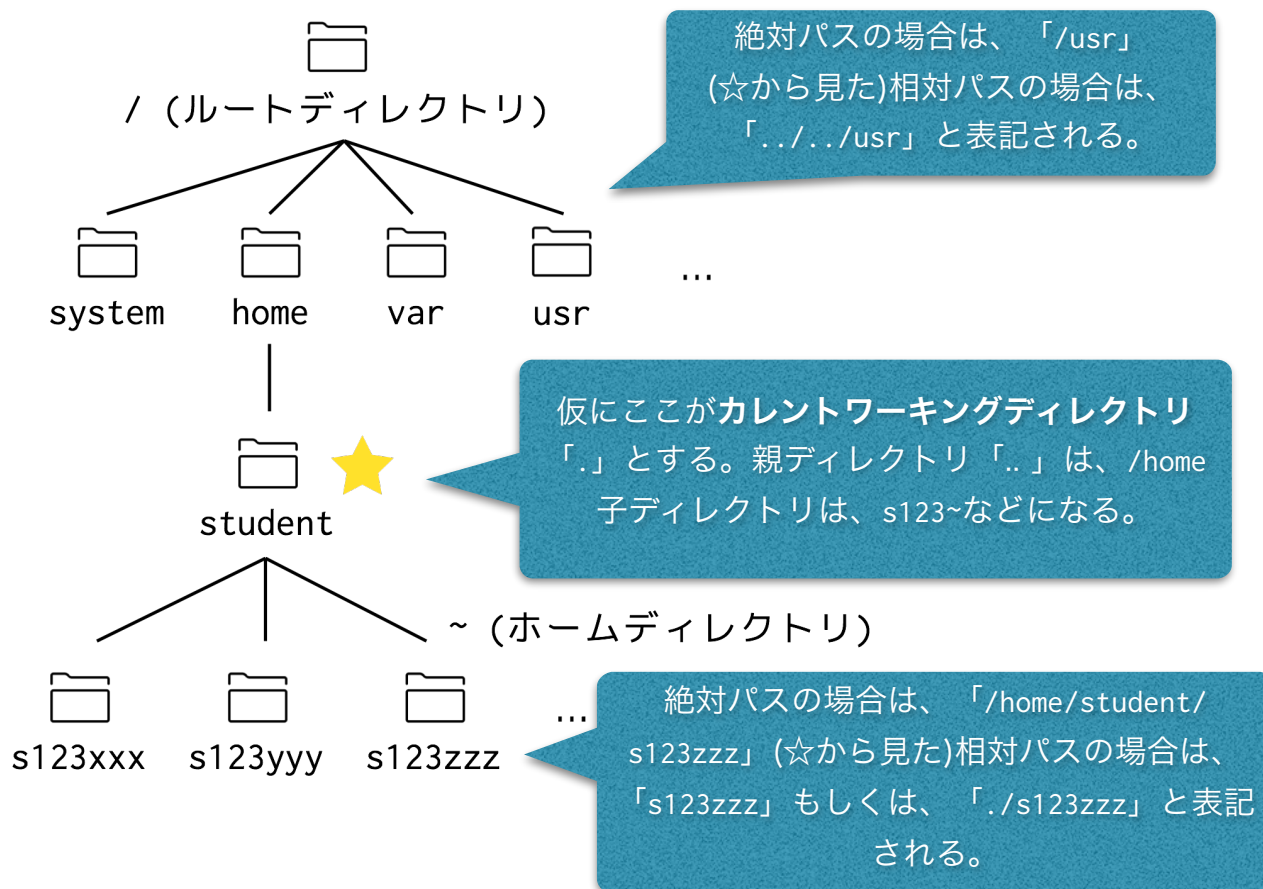 / (ルートディレクトリ)
絶対パスの場合は、「/usr」
(☆から見た)相対パスの場合は、
「../../usr」と表記される。
system
home
var
usr
...
仮にここがカレントワーキングディレクトリ
「.」とする。親ディレクトリ「..」は、/home
子ディレクトリは、s123~などになる。
student
~ (ホームディレクトリ)
s123xxx
s123yyy
s123zzz
...
絶対パスの場合は、「/home/student/
s123zzz」(☆から見た)相対パスの場合は、
「s123zzz」もしくは、「./s123zzz」と表記
される。